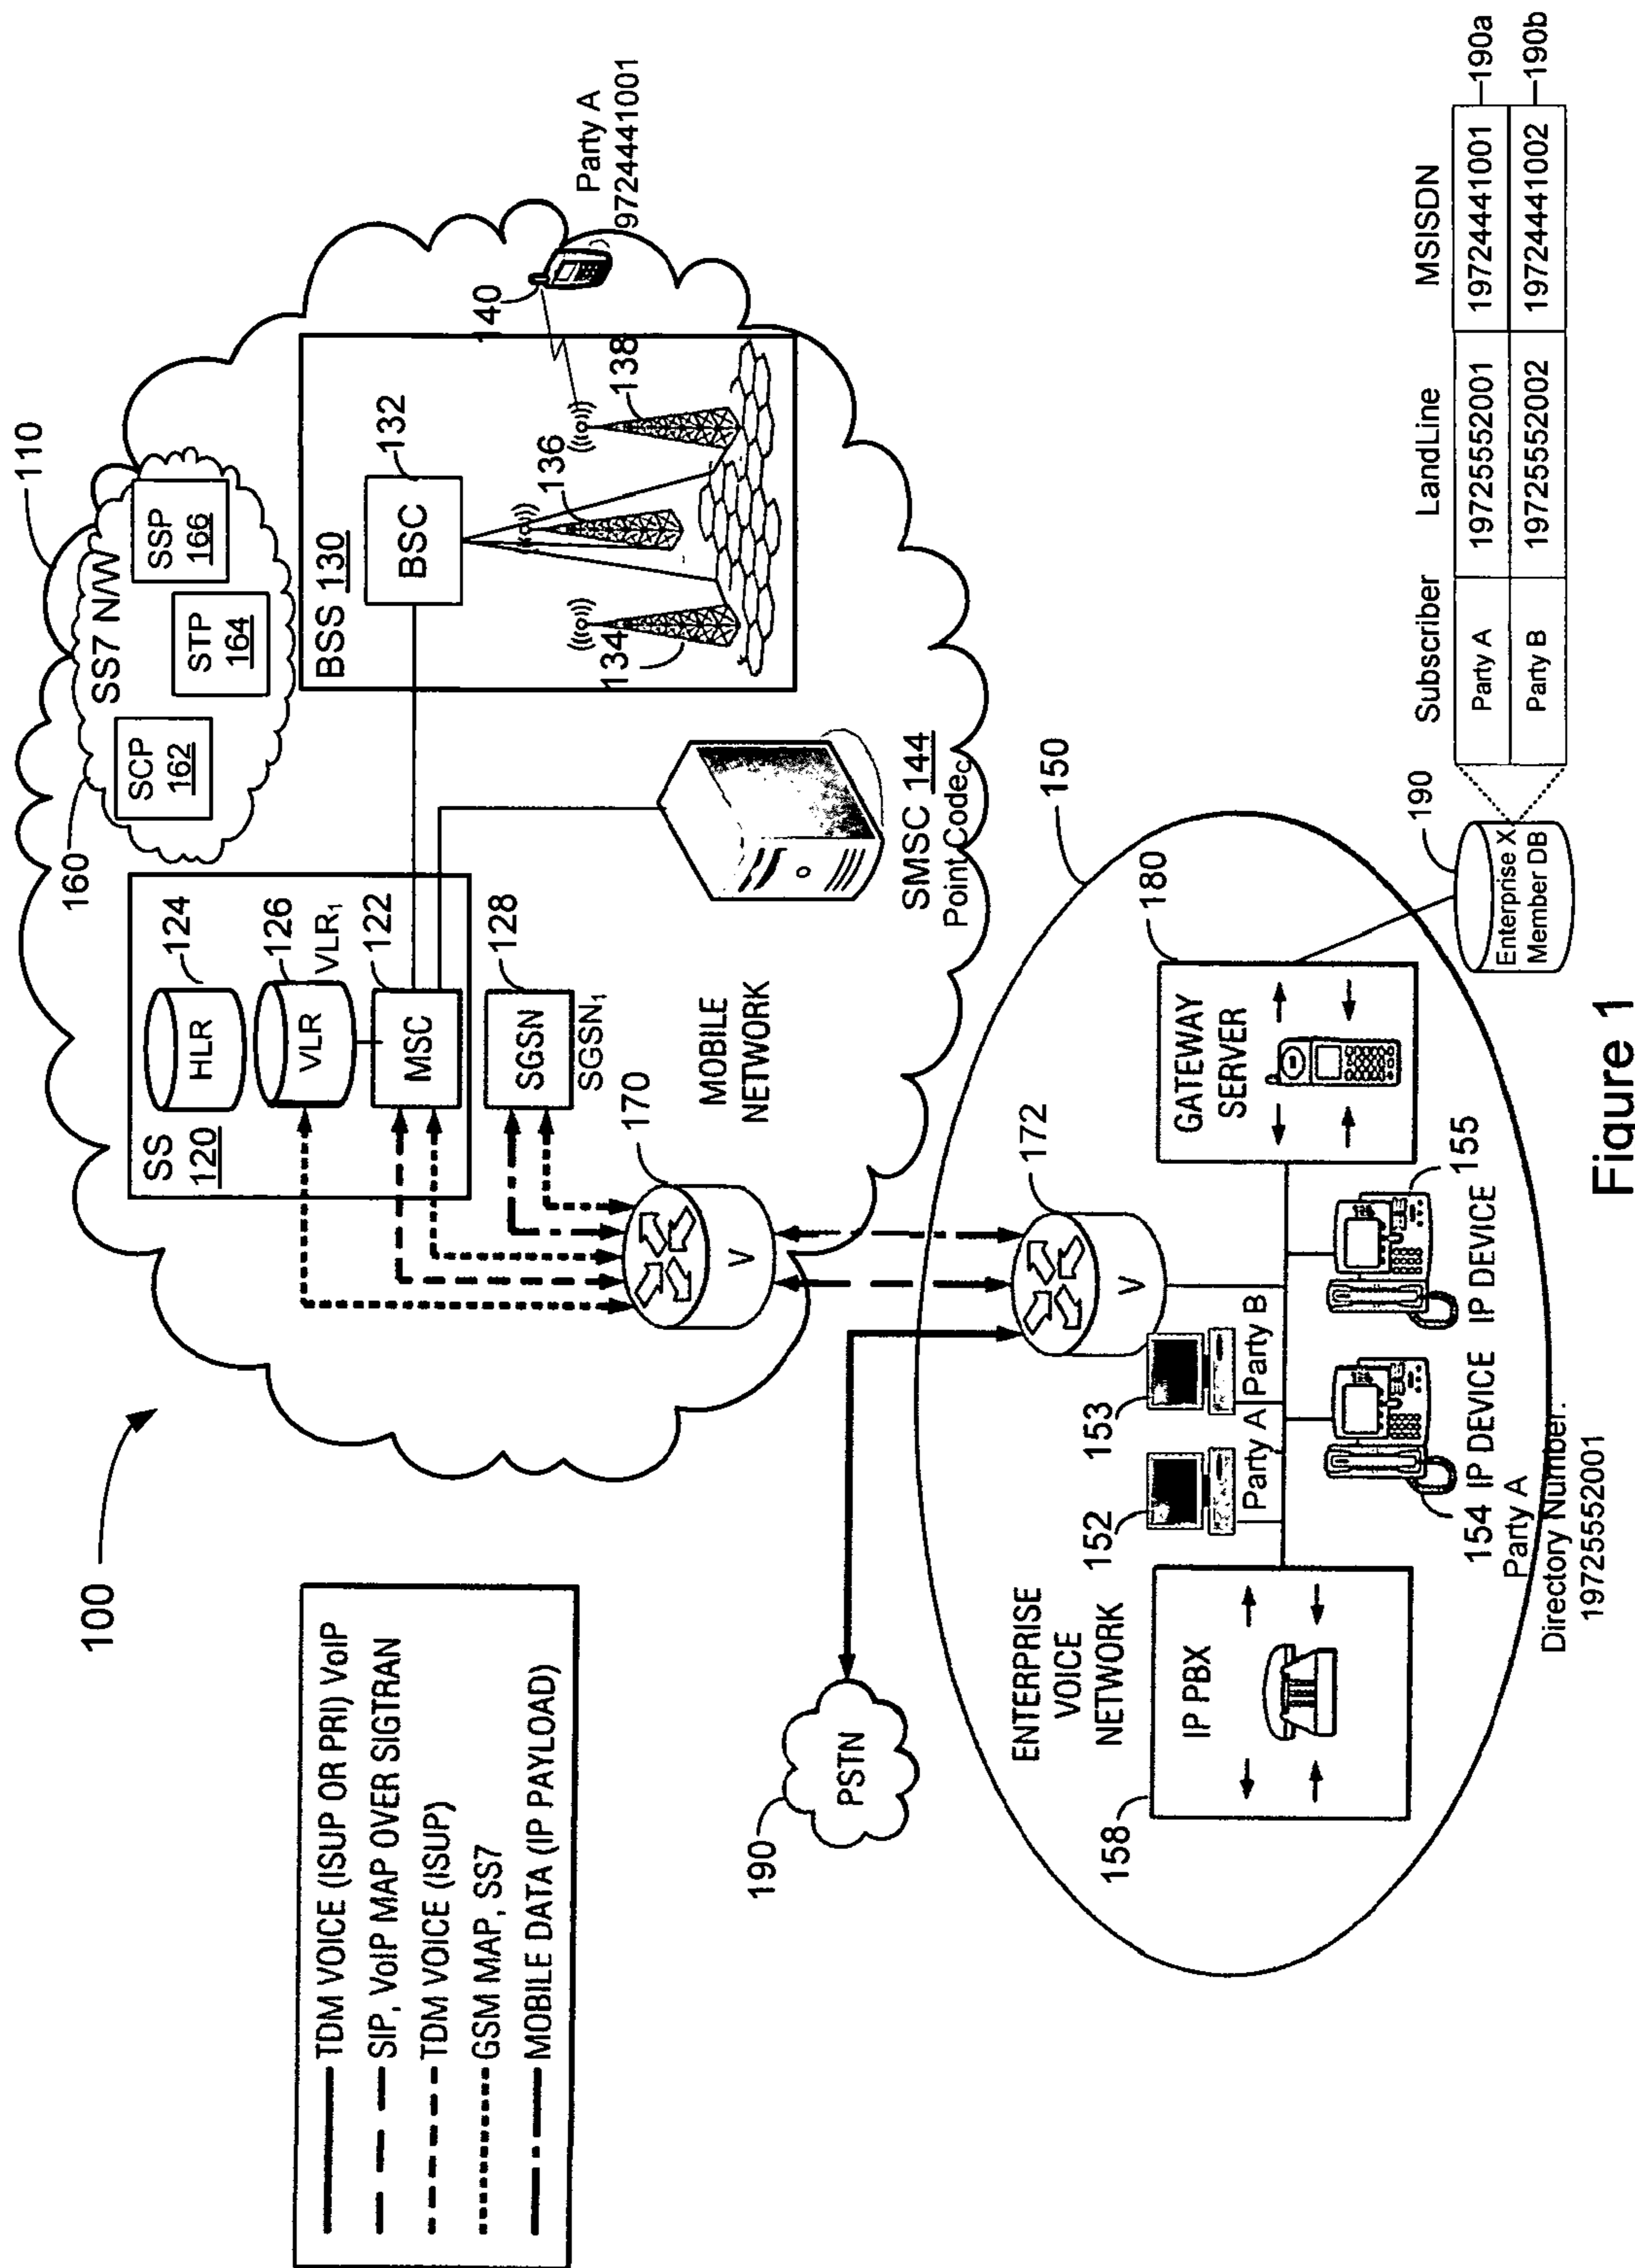 100
110
TDM VOICE (ISUP OR PRI) VoIP
SIP, VoIP MAP OVER SIGTRAN
TDM VOICE (ISUP)
GSM MAP, SS7
MOBILE DATA (IP PAYLOAD)
160
SS7 N/W
SCP
162
STP
164
SSP
166
SS
120
HLR
124
VLR
126
VLR1
MSC
122
SGSN
128
SGSN1
BSS 130
BSC
132
134
136
138
140
Party A
19724441001
SMSC 144
Point CodeC
MOBILE
NETWORK
170
V
190
PSTN
172
V
150
ENTERPRISE
VOICE
NETWORK
158
IP PBX
152
Party A
153
Party B
154 IP DEVICE
Party A
Directory Number:
19725552001
IP DEVICE
155
GATEWAY
SERVER
180
190
Enterprise X
Member DB
Subscriber LandLine MSISDN
Party A 19725552001 19724441001 190a
Party B 19725552002 19724441002 190b
Figure 1